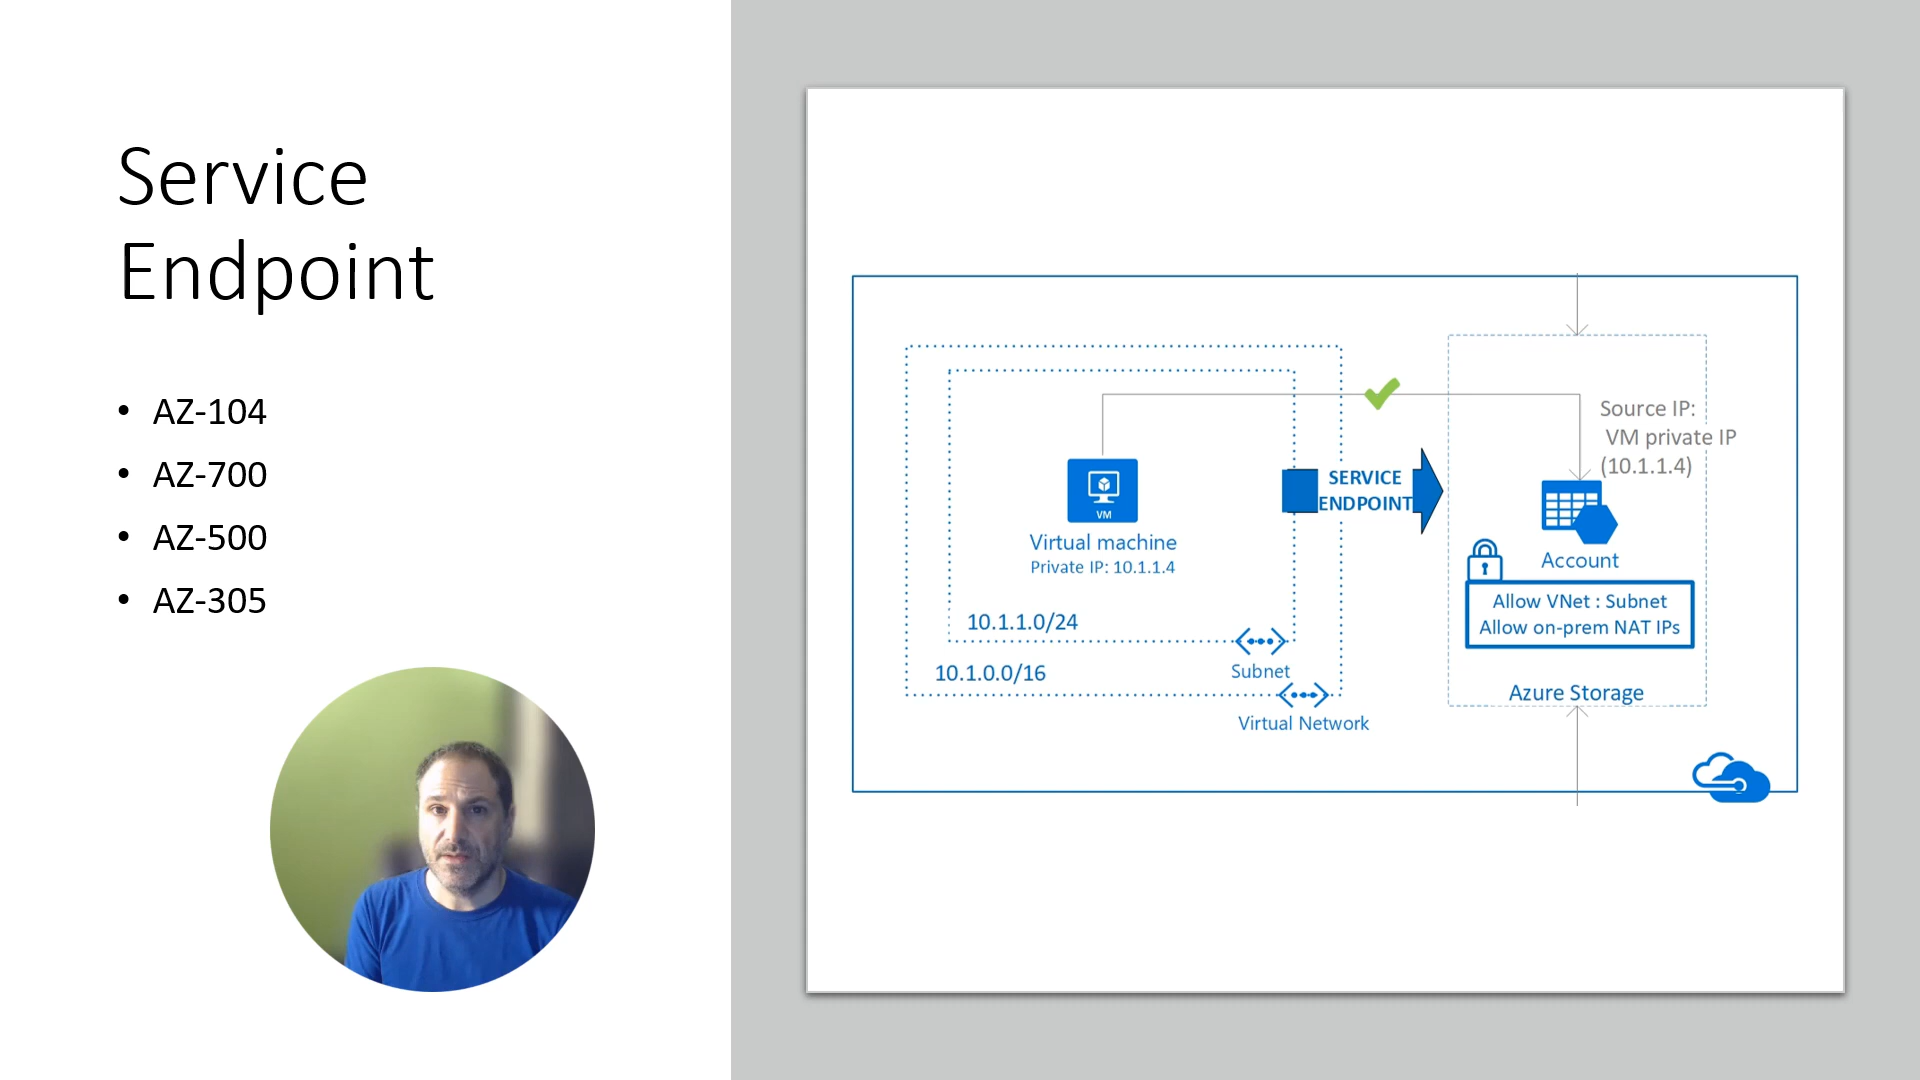 Service
Endpoint
• AZ-104
• AZ-700
• AZ-500
• AZ-305
Source IP:
VM private IP
(10.1.1.4)
SERVICE
ENDPOINT
VM
Virtual machine
Private IP: 10.1.1.4
Account
Allow VNet : Subnet
Allow on-prem NAT IPs
10.1.1.0/24
10.1.0.0/16
Subnet
Virtual Network
Azure Storage